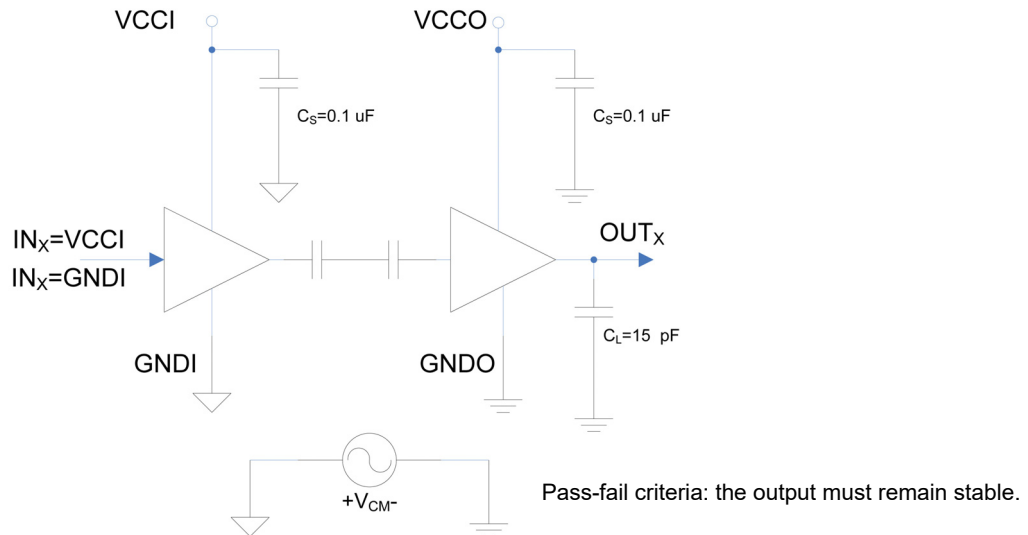 VCCI
VCCO
CS=0.1 uF
CS=0.1 uF
INX=VCCI
INX=GNDI
OUTX
CL=15 pF
GNDI
GNDO
+VCM-
Pass-fail criteria: the output must remain stable.